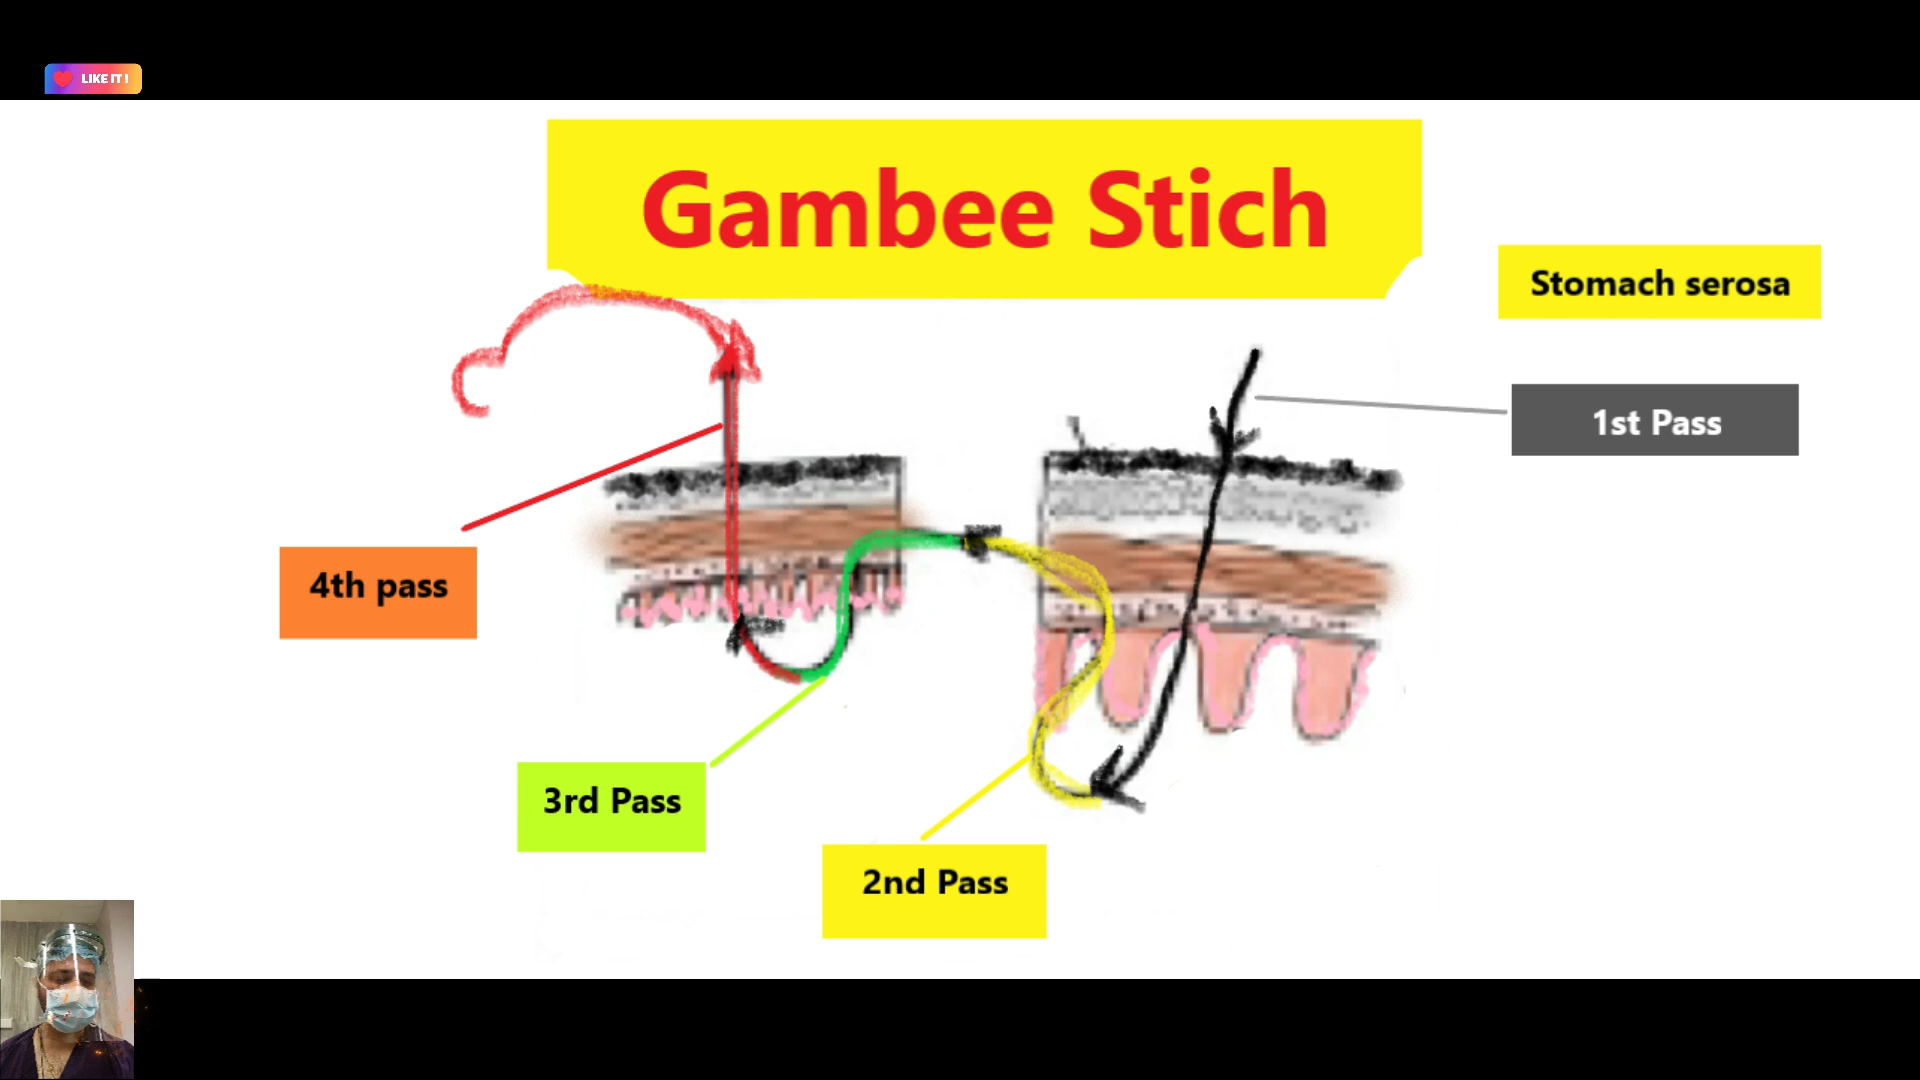 LIKE IT!
Gambee Stich
Stomach serosa
1st Pass
4th pass
3rd Pass
2nd Pass